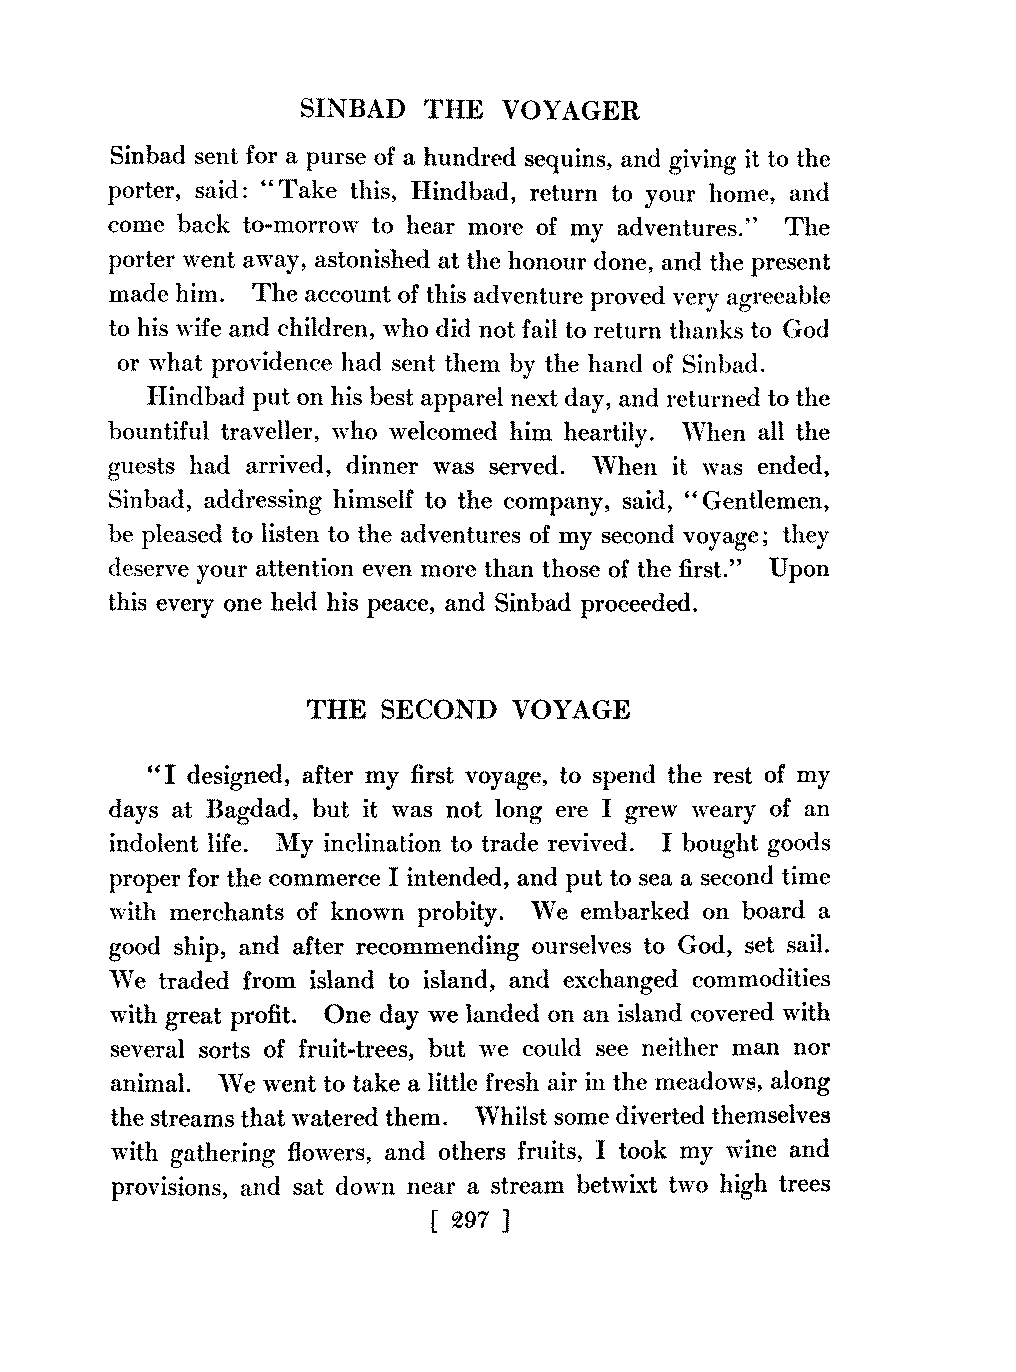 SINBAD THE VOYAGER
Sinbad sent for a purse of a hundred sequins, and giving it to the
porter, said: “Take this, Hindbad, return to your home, and
come back to-morrow to hear more of my adventures.” The
porter went away, astonished at the honour done, and the present
made him. The account of this adventure proved very agreeable
to his wife and children, who did not fail to return thanks to God
or what providence had sent them by the hand of Sinbad.
Hindbad put on his best apparel next day, and returned to the
bountiful traveller, who welcomed him heartily. When all the
guests had arrived, dinner was served. When it was ended,
Sinbad, addressing himself to the company, said, “Gentlemen,
be pleased to listen to the adventures of my second voyage; they
deserve your attention even more than those of the first.” Upon
this every one held his peace, and Sinbad proceeded.
THE SECOND VOYAGE
“I designed, after my first voyage, to spend the rest of my
days at Bagdad, but it was not long ere I grew weary of an
indolent life. My inclination to trade revived. I bought goods
proper for the commerce I intended, and put to sea a second time
with merchants of known probity. We embarked on board a
good ship, and after recommending ourselves to God, set sail.
We traded from island to island, and exchanged commodities
with great profit. One day we landed on an island covered with
several sorts of fruit-trees, but we could see neither man nor
animal. We went to take a little fresh air in the meadows, along
the streams that watered them. Whilst some diverted themselves
with gathering flowers, and others fruits, I took my wine and
provisions, and sat down near a stream betwixt two high trees
[ 297 ]